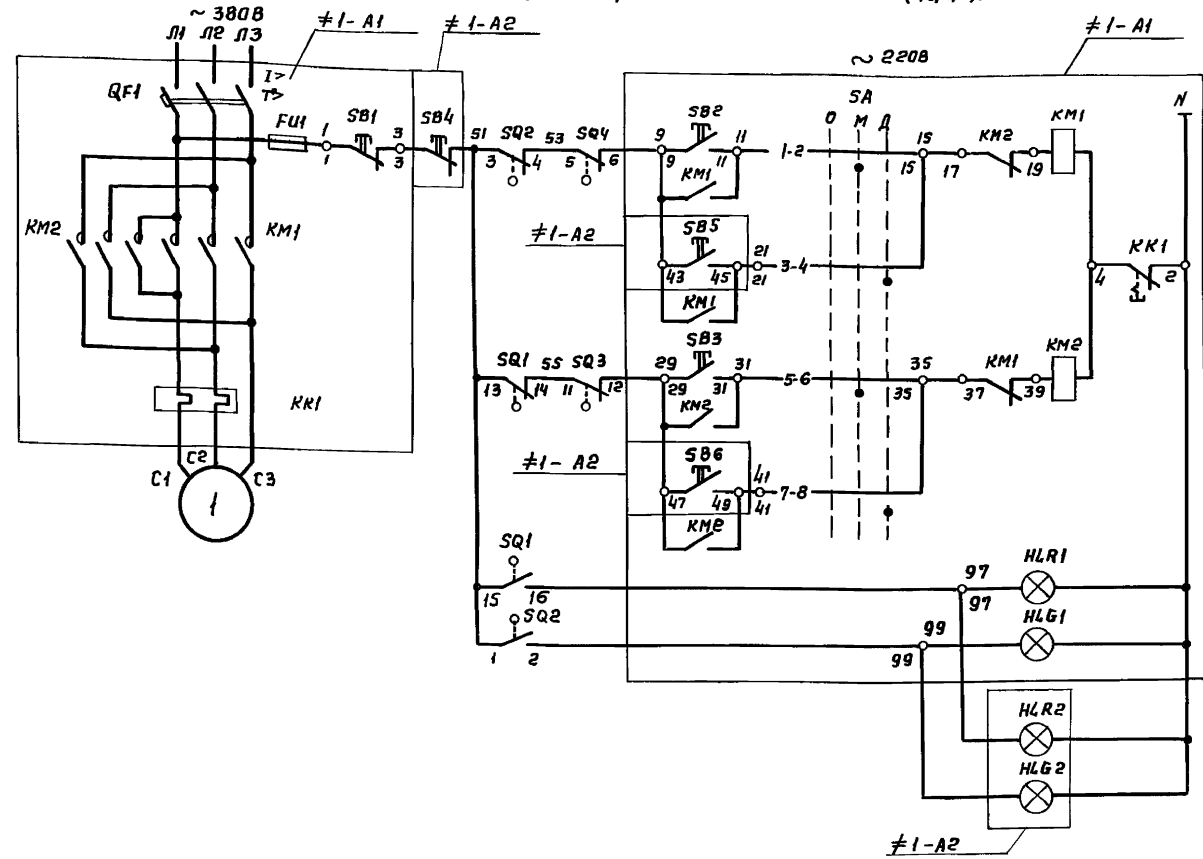 ~ 380В
Л1 Л2 Л3
≠1-А1
≠1-А2
≠1-А1
I>
T°>
QF1
FU1
1
1
SB1
3
3
SB4
51
SQ2
3
4
53
SQ4
5
6
~ 220В
SA
О М Д
N
9
9
SB2
11
11
KM1
1-2
15
15
17
KM2
19
KM1
≠1-А2
SB5
43
45
21
21
3-4
KM1
4
KK1
2
KM2
KM1
SQ1
13
14
55
SQ3
11
12
29
29
SB3
31
31
KM2
5-6
35
35
37
KM1
39
KM2
KK1
≠1-А2
SB6
47
49
41
41
7-8
KM2
C1
C2
C3
1
SQ1
15
16
97
97
HLR1
SQ2
1
2
99
99
HLG1
HLR2
HLG2
≠1-А2